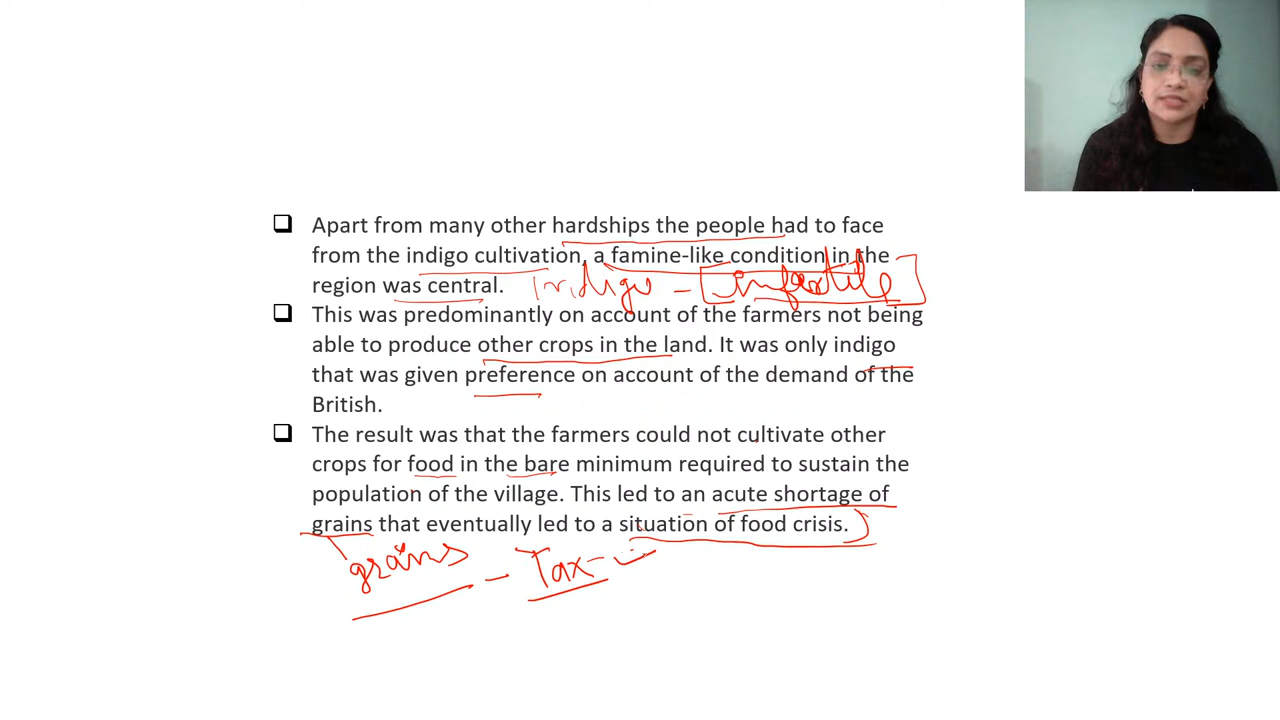 Apart from many other hardships the people had to face
from the indigo cultivation, a famine-like condition in the
region was central. Indigo - [infertile]
This was predominantly on account of the farmers not being
able to produce other crops in the land. It was only indigo
that was given preference on account of the demand of the
British.
The result was that the farmers could not cultivate other
crops for food in the bare minimum required to sustain the
population of the village. This led to an acute shortage of
grains that eventually led to a situation of food crisis.
grains - Tax-